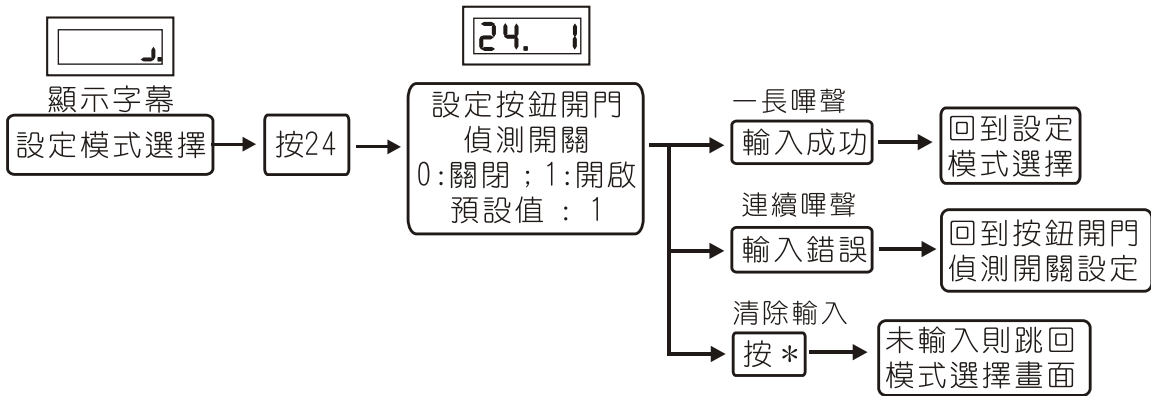 顯示字幕
設定模式選擇
按24
24. 1
設定按鈕開門
偵測開關
0:關閉；1:開啟
預設值：1
一長嗶聲
輸入成功
回到設定
模式選擇
連續嗶聲
輸入錯誤
回到按鈕開門
偵測開關設定
清除輸入
按＊
未輸入則跳回
模式選擇畫面